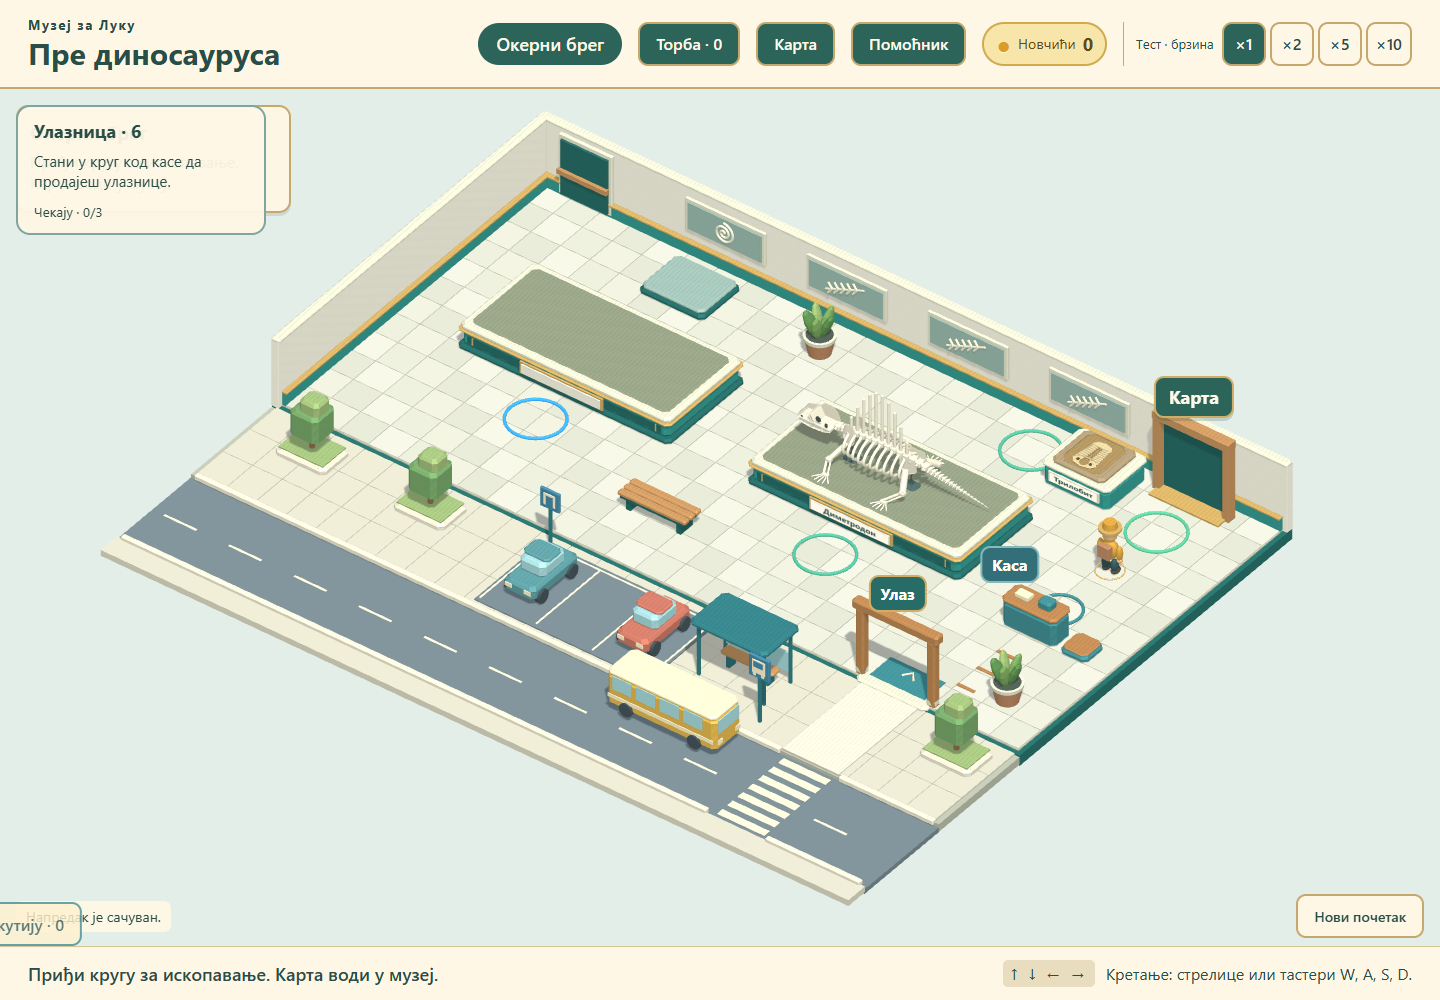 Музеј за Луку
Пре диносауруса
Окерни брег
Торба · 0
Карта
Помоћник
Новчићи 0
Тест · брзина
×1
×2
×5
×10
Улазница · 6
Стани у круг код касе да
продајеш улазнице.
Чекају · 0/3
Карта
Трилобит
Диметродон
Каса
Улаз
кутију · 0
Напредак је сачуван.
Нови почетак
Приђи кругу за ископавање. Карта води у музеј.
↑ ↓ ← → Кретање: стрелице или тастери W, A, S, D.